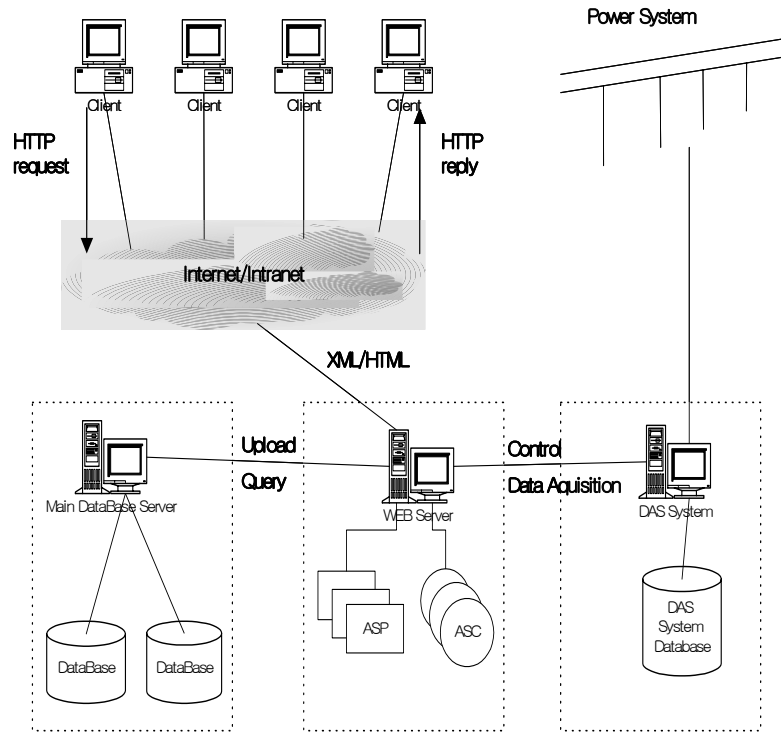 Power System
Client
Client
Client
Client
HTTP
request
HTTP
reply
Internet/Intranet
XML/HTML
Upload
Query
Control
Data Aquisition
Main DataBase Server
WEB Server
DAS System
ASP
ASC
DataBase
DataBase
DAS
System
Database